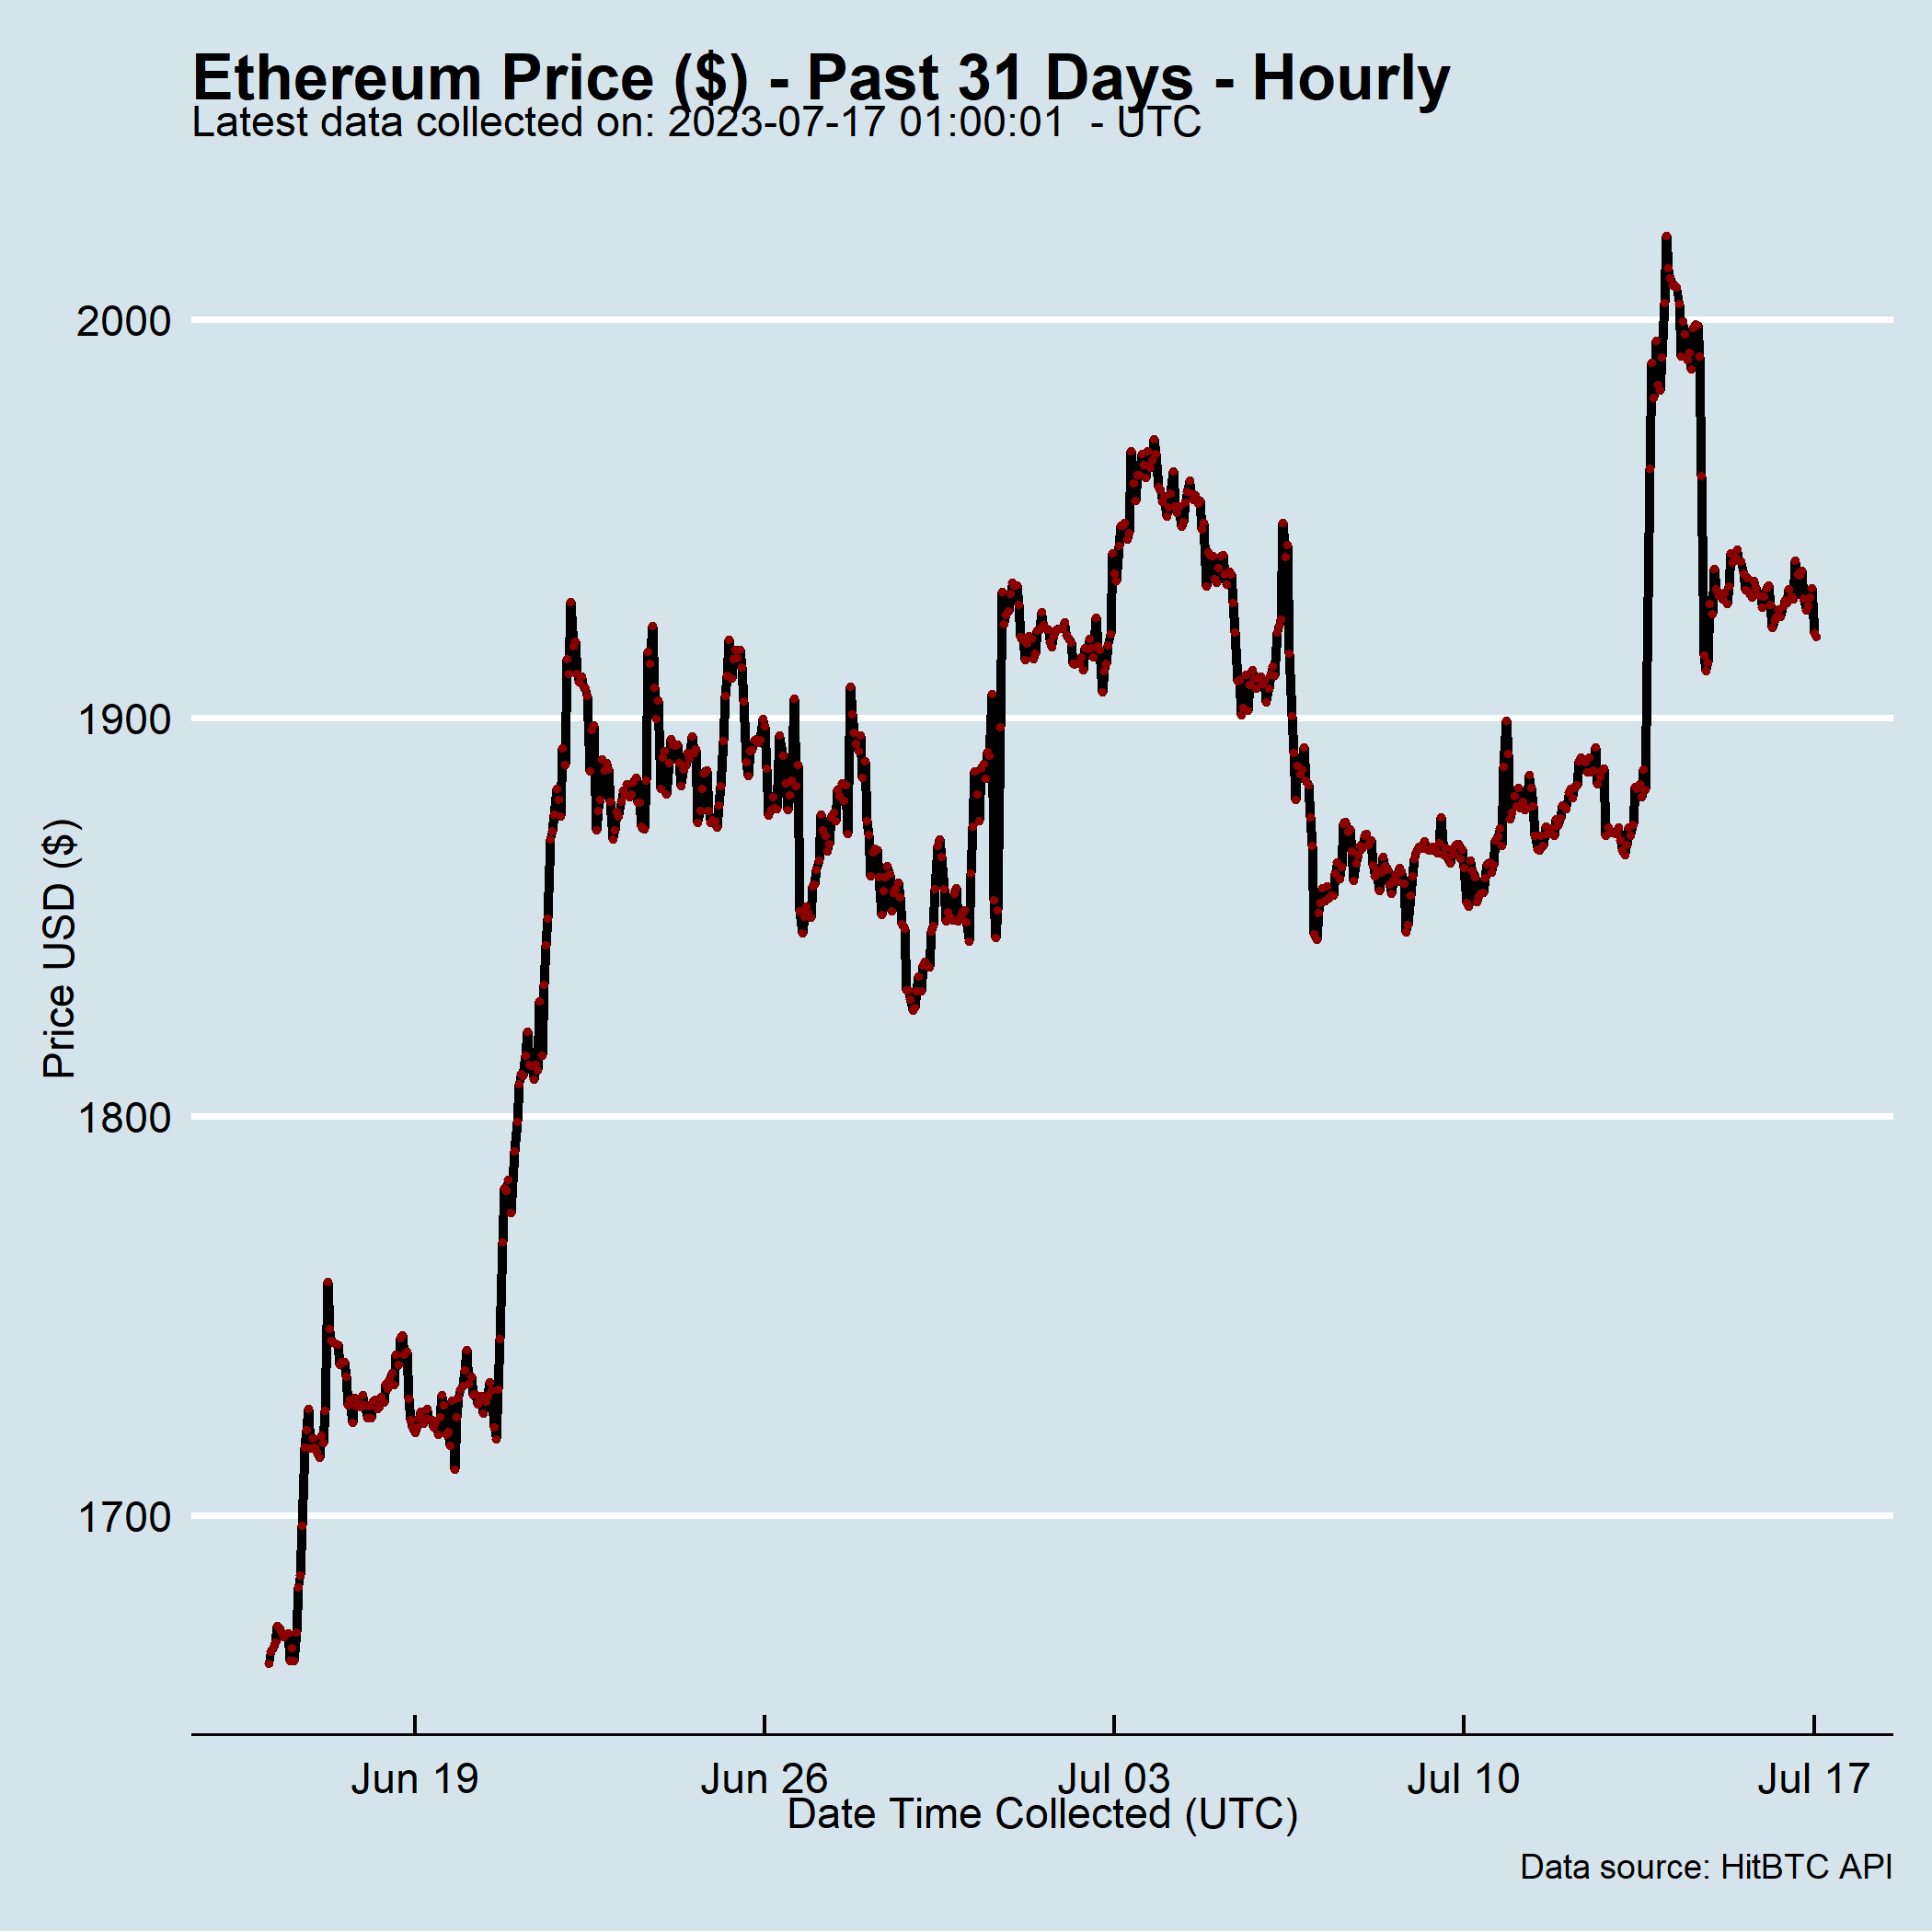 Ethereum Price ($) - Past 31 Days - Hourly
Latest data collected on: 2023-07-17 01:00:01  - UTC
Price USD ($)
2000
1900
1800
1700
Jun 19
Jun 26
Jul 03
Jul 10
Jul 17
Date Time Collected (UTC)
Data source: HitBTC API